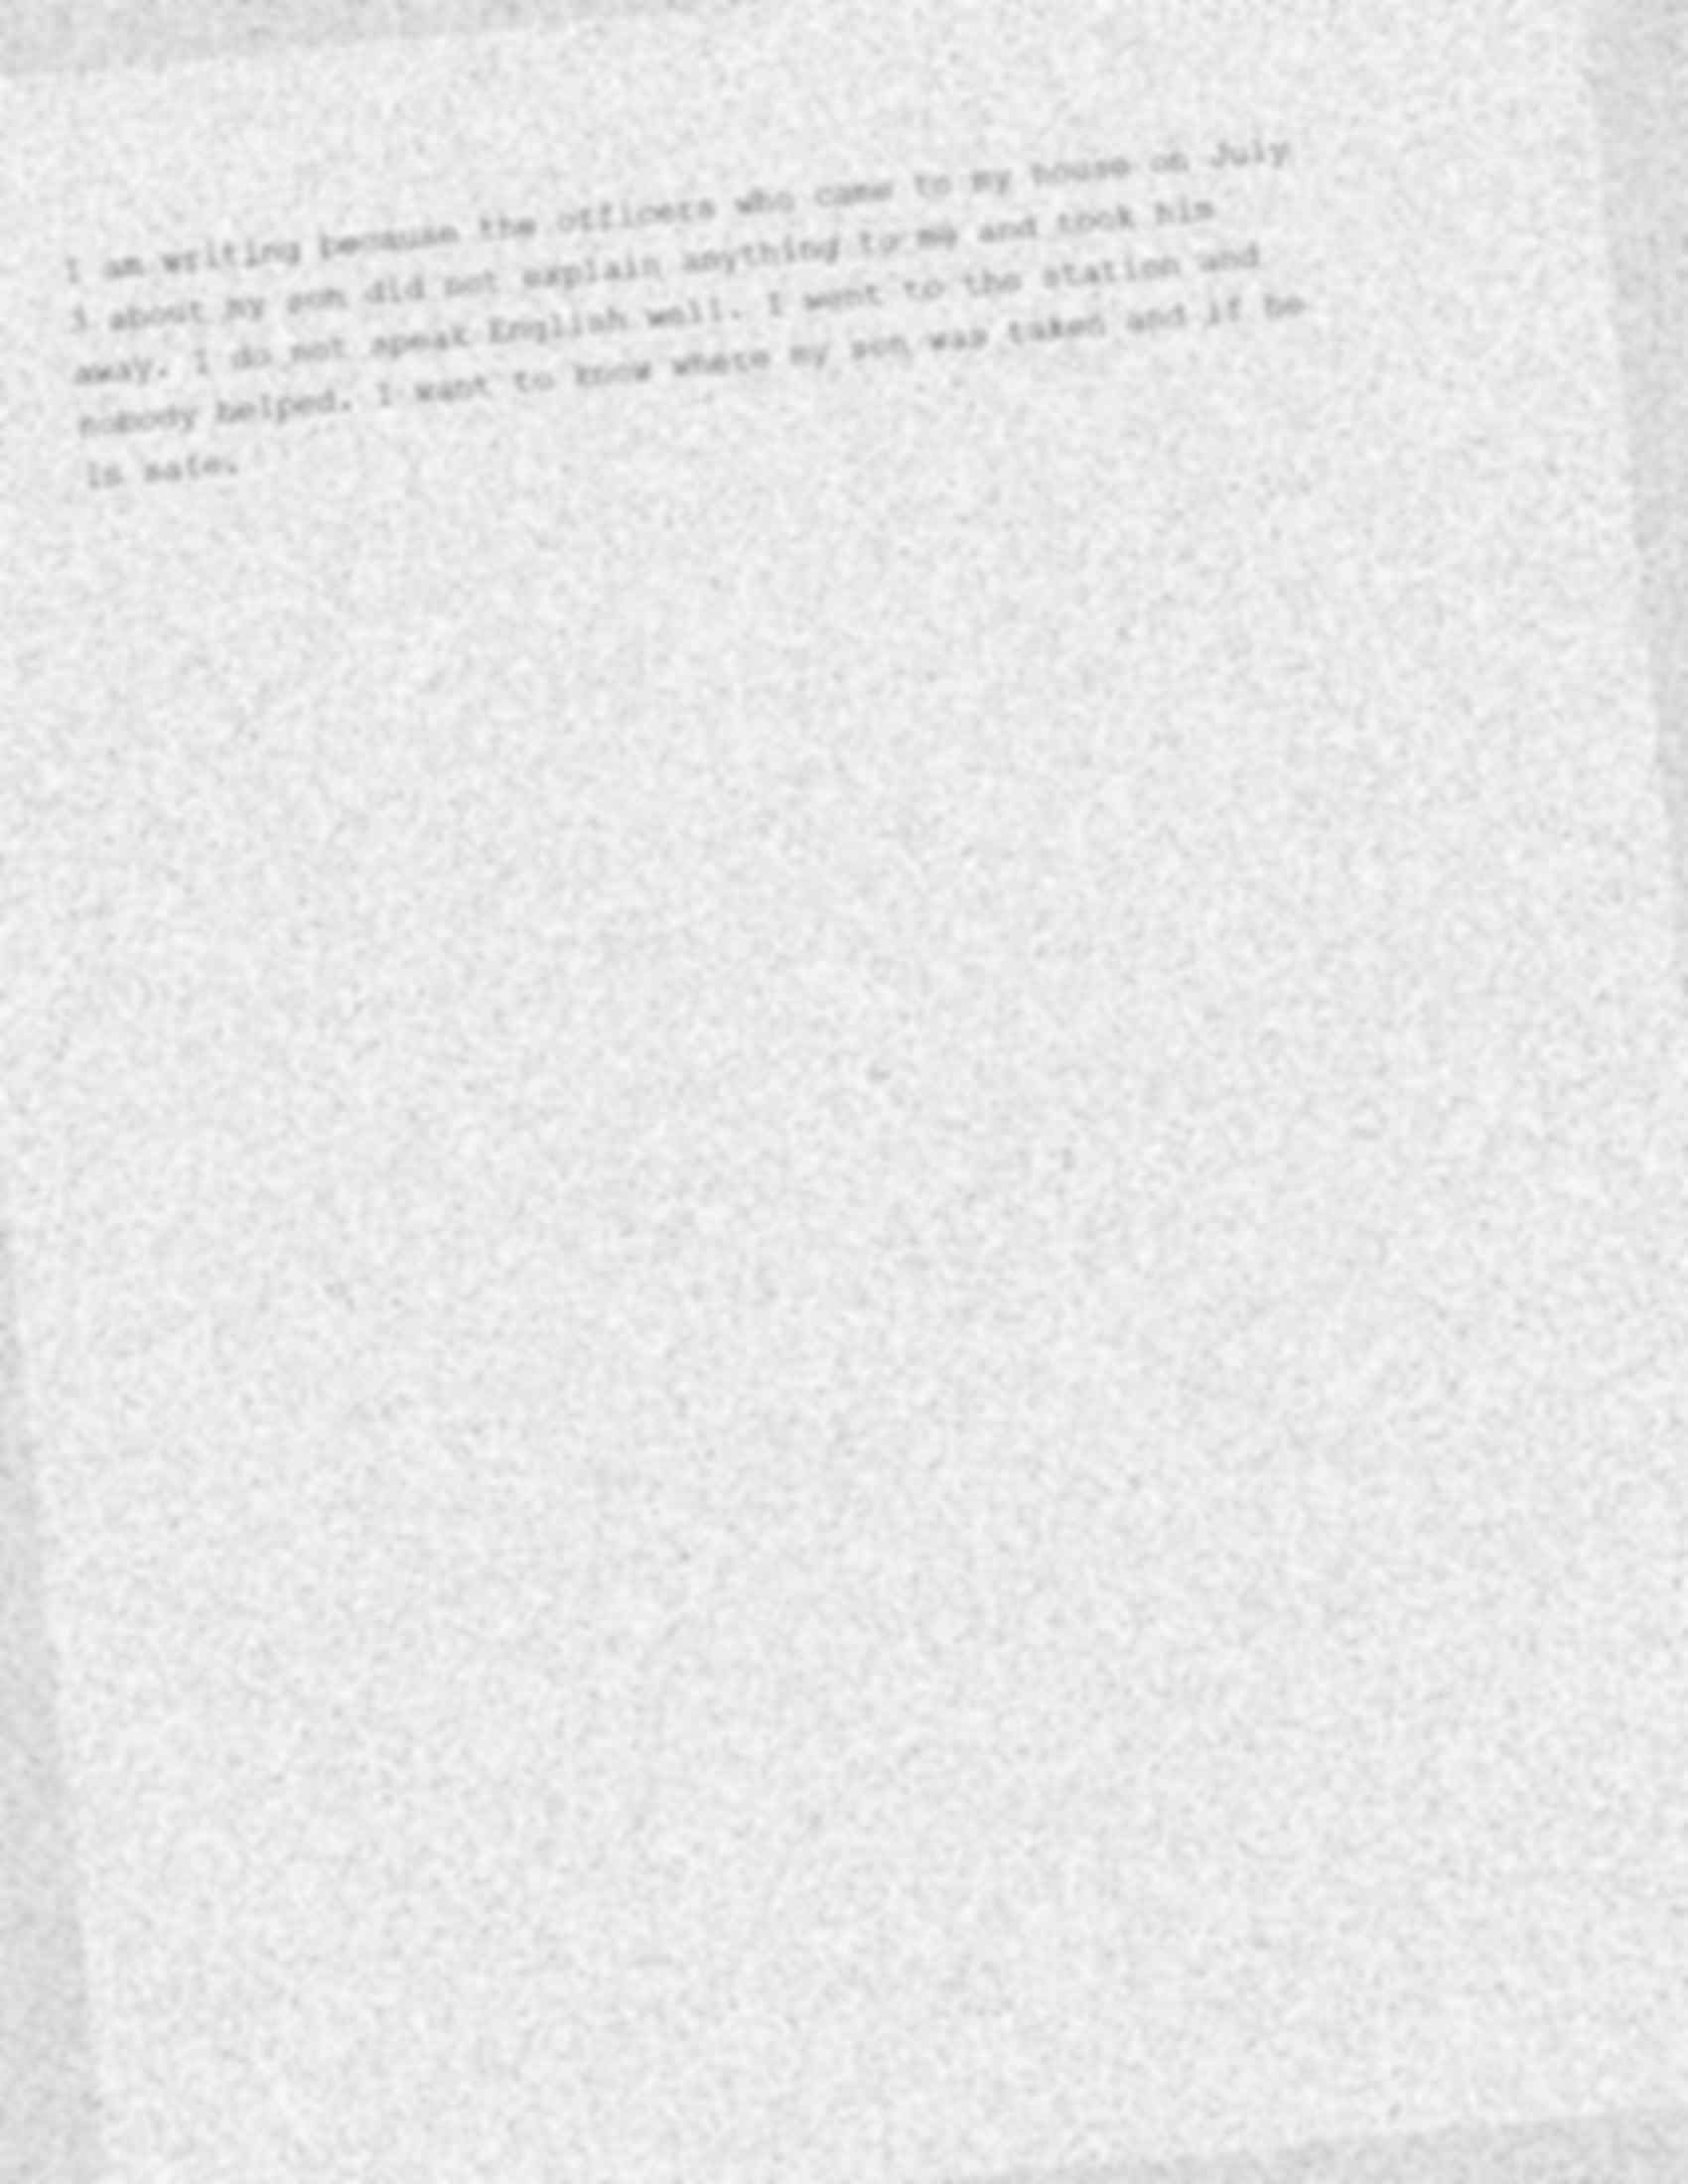 I am writing because the officers who came to my house on July
3 about my son did not explain anything to me and took him
away. I do not speak English well. I went to the station and
nobody helped. I want to know where my son was taken and if he
is safe.